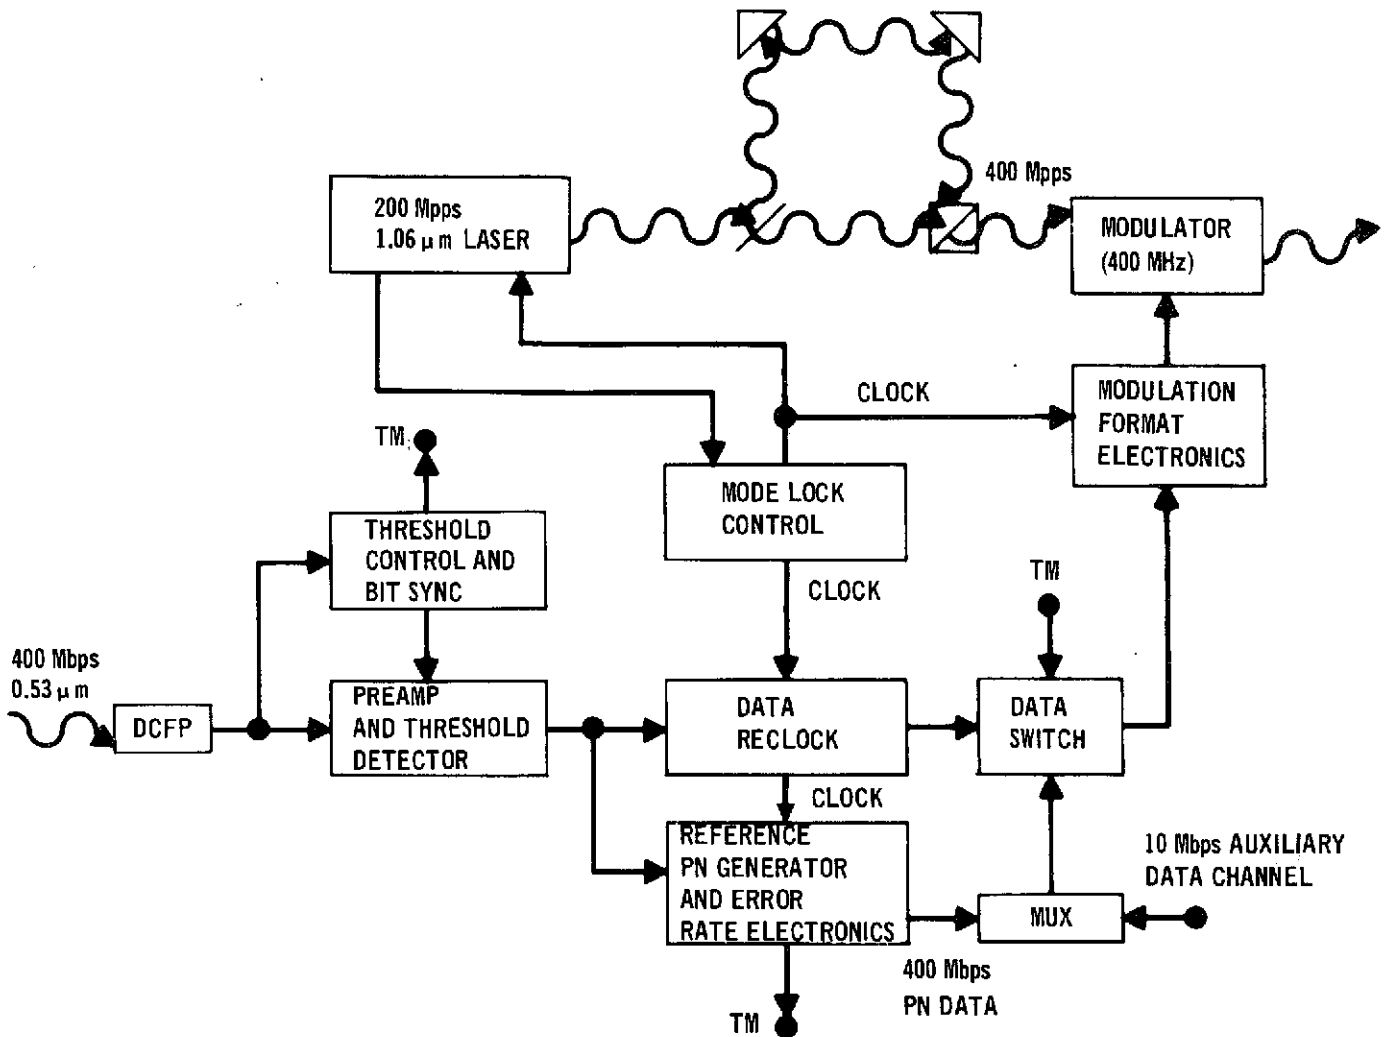 400 Mpps
200 Mpps
1.06 μm LASER
MODULATOR
(400 MHz)
CLOCK
MODULATION
FORMAT
ELECTRONICS
TM
MODE LOCK
CONTROL
THRESHOLD
CONTROL AND
BIT SYNC
CLOCK
TM
400 Mbps
0.53 μm
DCFP
PREAMP
AND THRESHOLD
DETECTOR
DATA
RECLOCK
DATA
SWITCH
CLOCK
REFERENCE
PN GENERATOR
AND ERROR
RATE ELECTRONICS
10 Mbps AUXILIARY
DATA CHANNEL
MUX
400 Mbps
PN DATA
TM